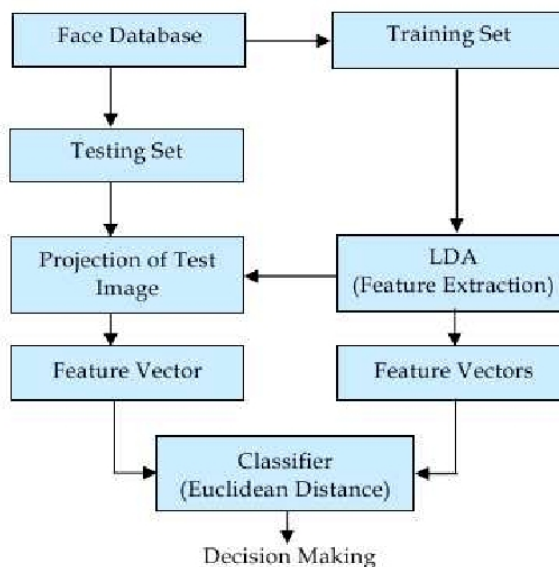 Face Database
Training Set
Testing Set
Projection of Test
Image
LDA
(Feature Extraction)
Feature Vector
Feature Vectors
Classifier
(Euclidean Distance)
Decision Making